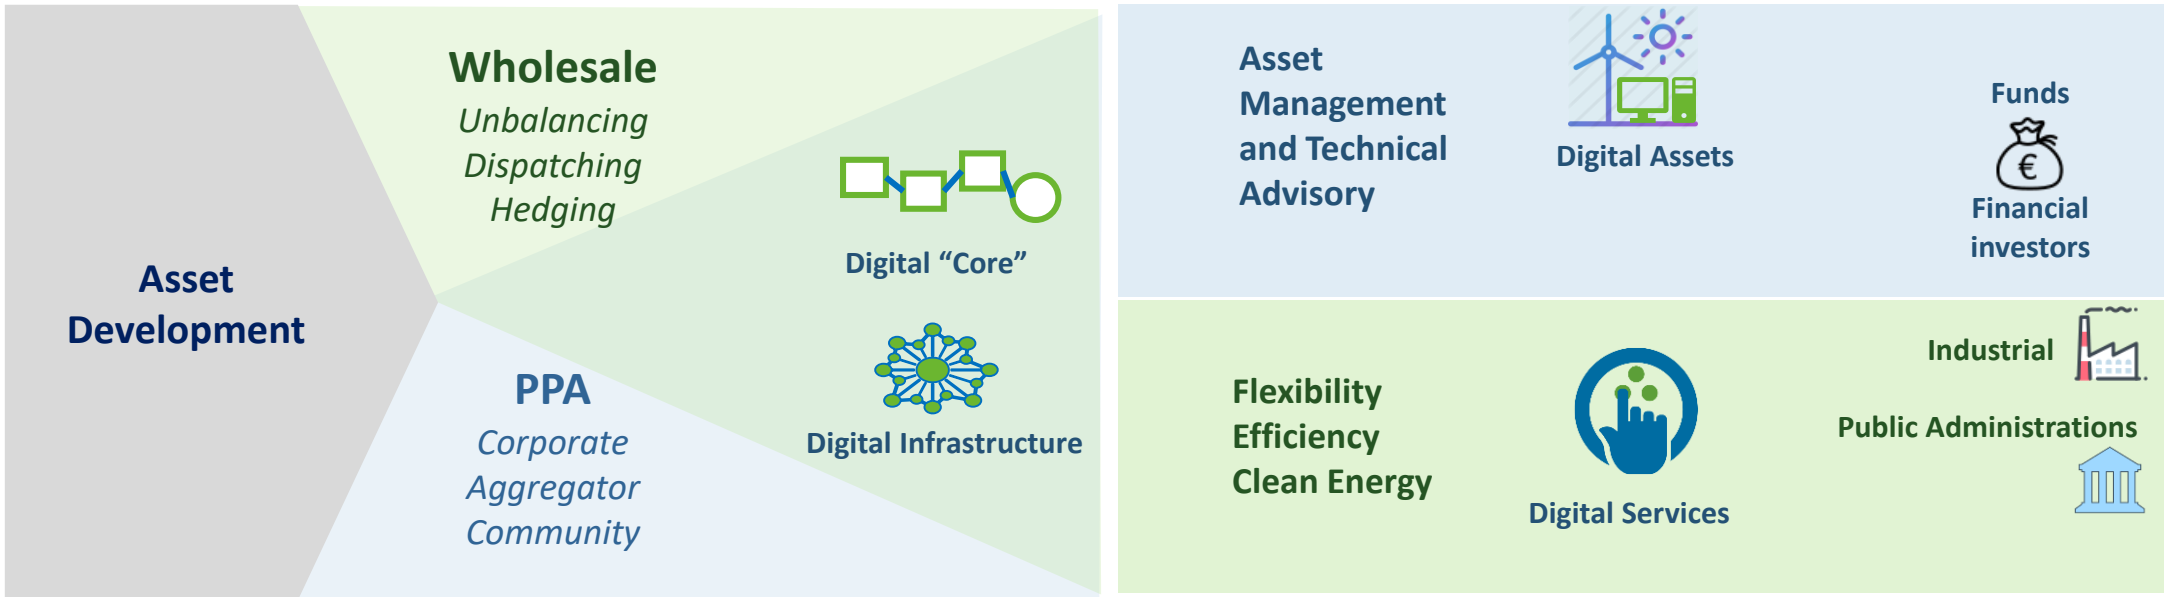 Asset
Development
Wholesale
Unbalancing
Dispatching
Hedging
PPA
Corporate
Aggregator
Community
Digital “Core”
Digital Infrastructure
Asset
Management
and Technical
Advisory
Digital Assets
Funds
€
Financial
investors
Flexibility
Efficiency
Clean Energy
Digital Services
Industrial
Public Administrations